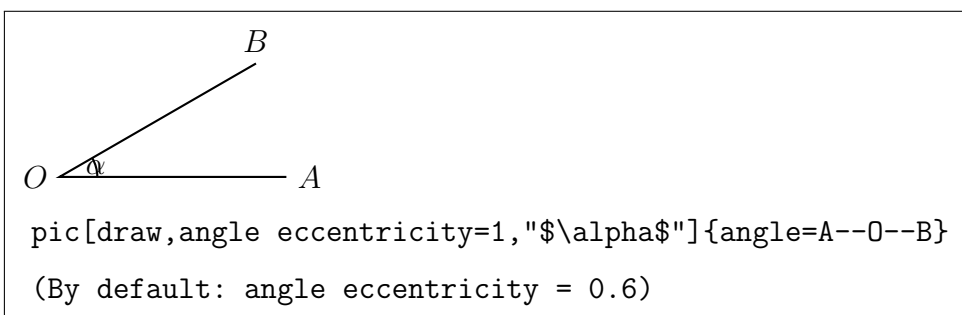 B
α
O A
pic[draw,angle eccentricity=1,"$\alpha$"]{angle=A--O--B}
(By default: angle eccentricity = 0.6)